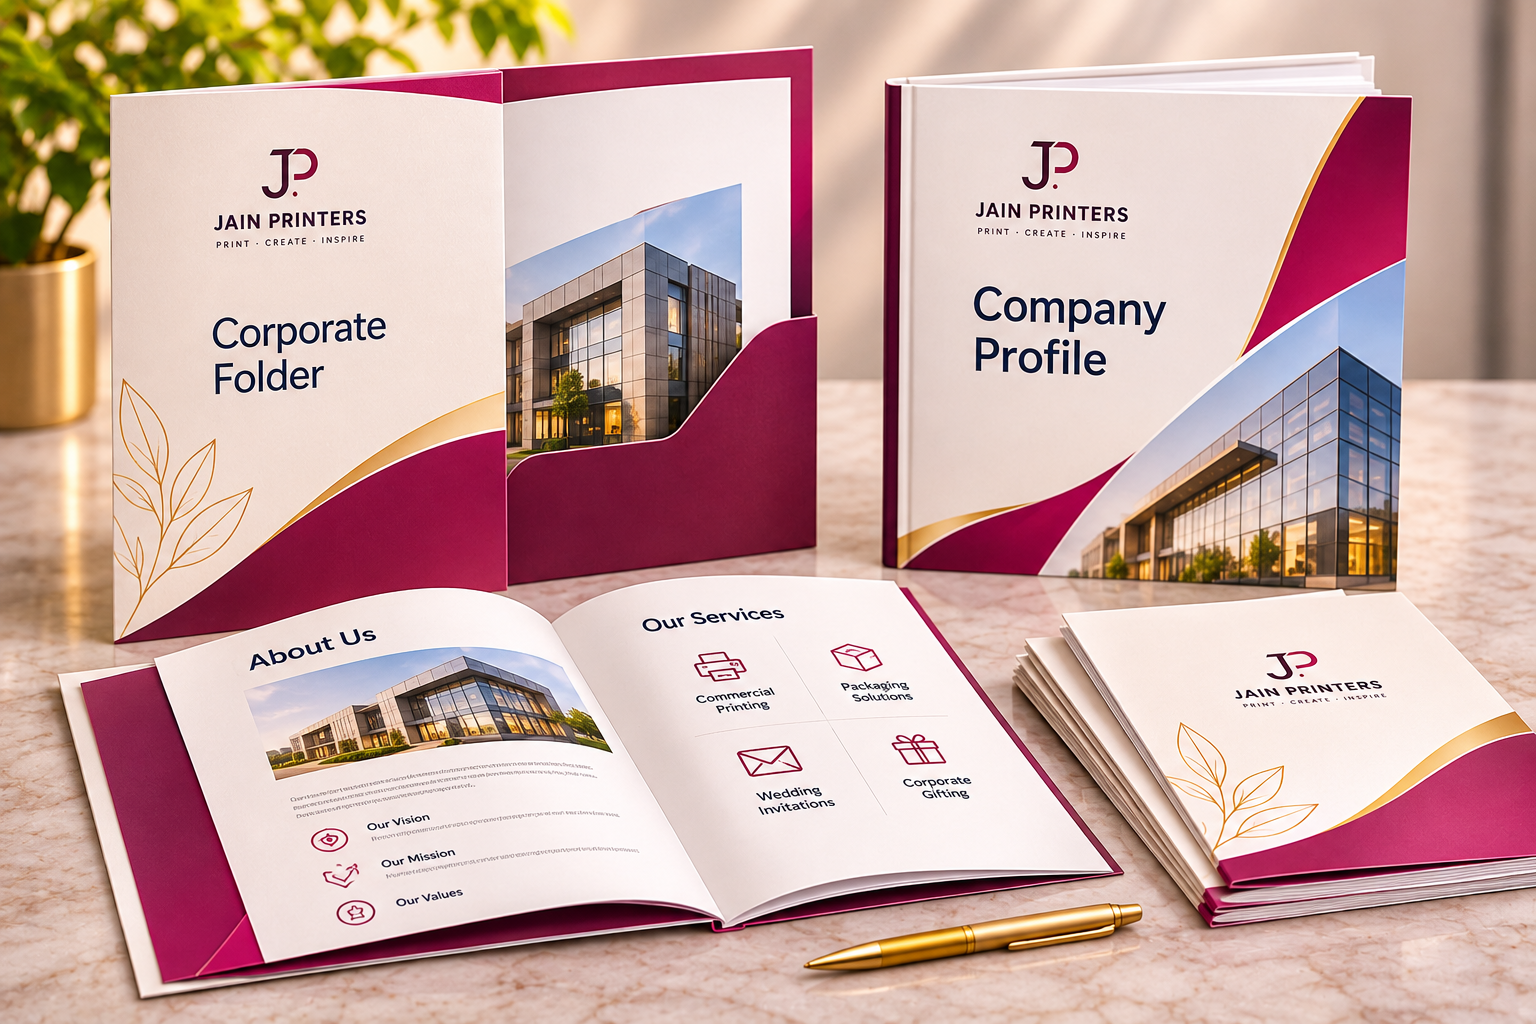 JP
JAIN PRINTERS
PRINT · CREATE · INSPIRE
Corporate
Folder
JP
JAIN PRINTERS
PRINT · CREATE · INSPIRE
Company
Profile
About Us
Our Vision
Our Mission
Our Values
Our Services
Commercial
Printing
Packaging
Solutions
Wedding
Invitations
Corporate
Gifting
JP
JAIN PRINTERS
PRINT · CREATE · INSPIRE